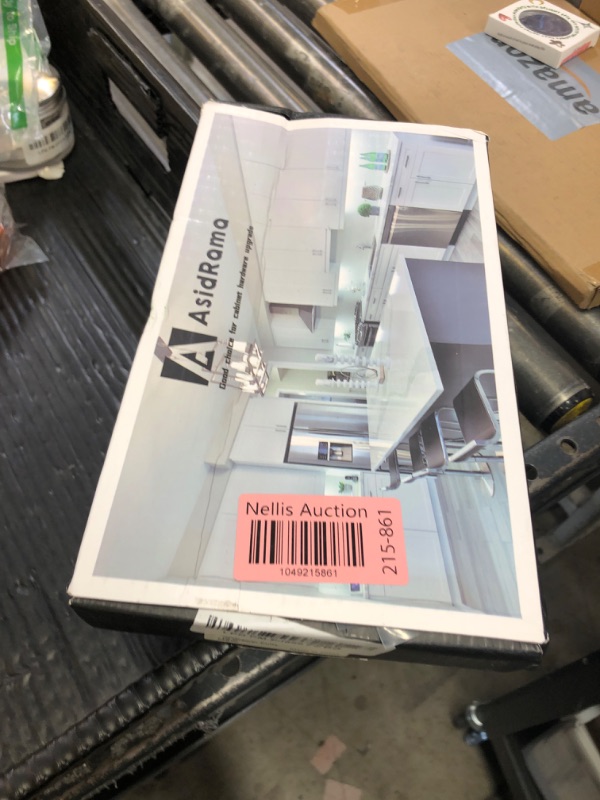 AsidRama
Good choice for cabinet hardware upgrade
Nellis Auction
1049215861
215-861
amazon